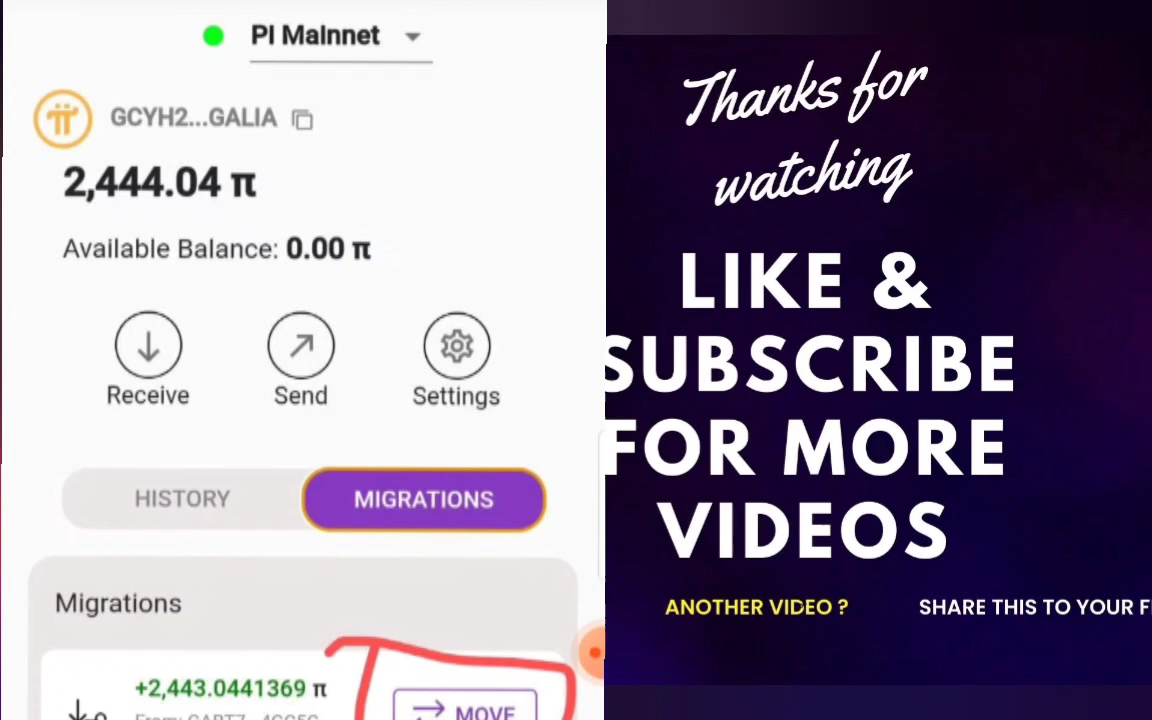 PI Mainnet
GCYH2...GALIA
2,444.04 π
Available Balance: 0.00 π
Receive
Send
Settings
HISTORY
MIGRATIONS
Migrations
+2,443.0441369 π
MOVE
Thanks for
watching
LIKE &
SUBSCRIBE
FOR MORE
VIDEOS
ANOTHER VIDEO ?
SHARE THIS TO YOUR F